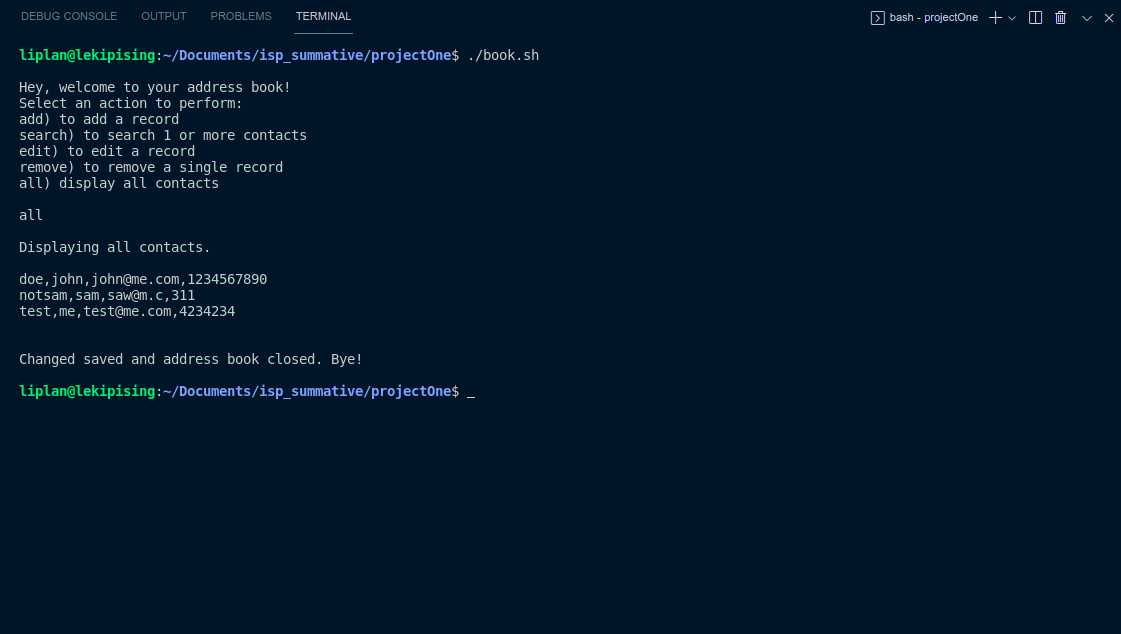 DEBUG CONSOLE OUTPUT PROBLEMS TERMINAL bash - projectOne
liplan@lekipising:~/Documents/isp_summative/projectOne$ ./book.sh
Hey, welcome to your address book!
Select an action to perform:
add) to add a record
search) to search 1 or more contacts
edit) to edit a record
remove) to remove a single record
all) display all contacts
all
Displaying all contacts.
doe,john,john@me.com,1234567890
notsam,sam,saw@m.c,311
test,me,test@me.com,4234234
Changed saved and address book closed. Bye!
liplan@lekipising:~/Documents/isp_summative/projectOne$ _